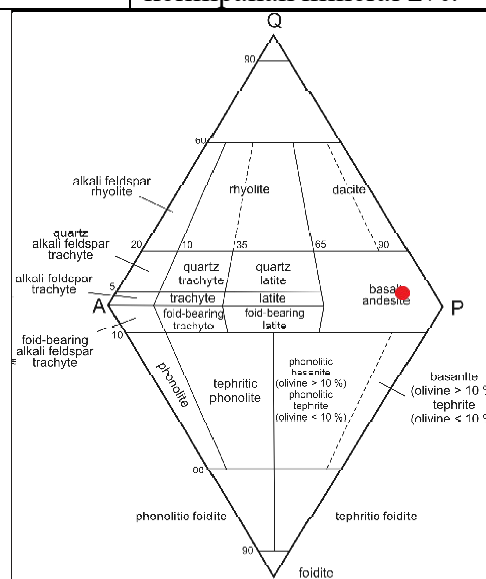 Q
90
60
alkali feldspar
rhyolite
rhyolite
dacite
quartz
alkali feldspar
trachyte
20
10
35
65
90
quartz
trachyte
quartz
latite
alkali feldspar
trachyte
5
trachyte
latite
basalt
andesite
A
P
10
foid-bearing
trachyte
foid-bearing
latite
foid-bearing
alkali feldspar
trachyte
phonolite
tephritic
phonolite
phonolitic
basanite
(olivine > 10 %)
phonolitic
tephrite
(olivine < 10 %)
basanite
(olivine > 10 %
tephrite
(olivine < 10 %
60
phonolitic foidite
tephritic foidite
90
foidite